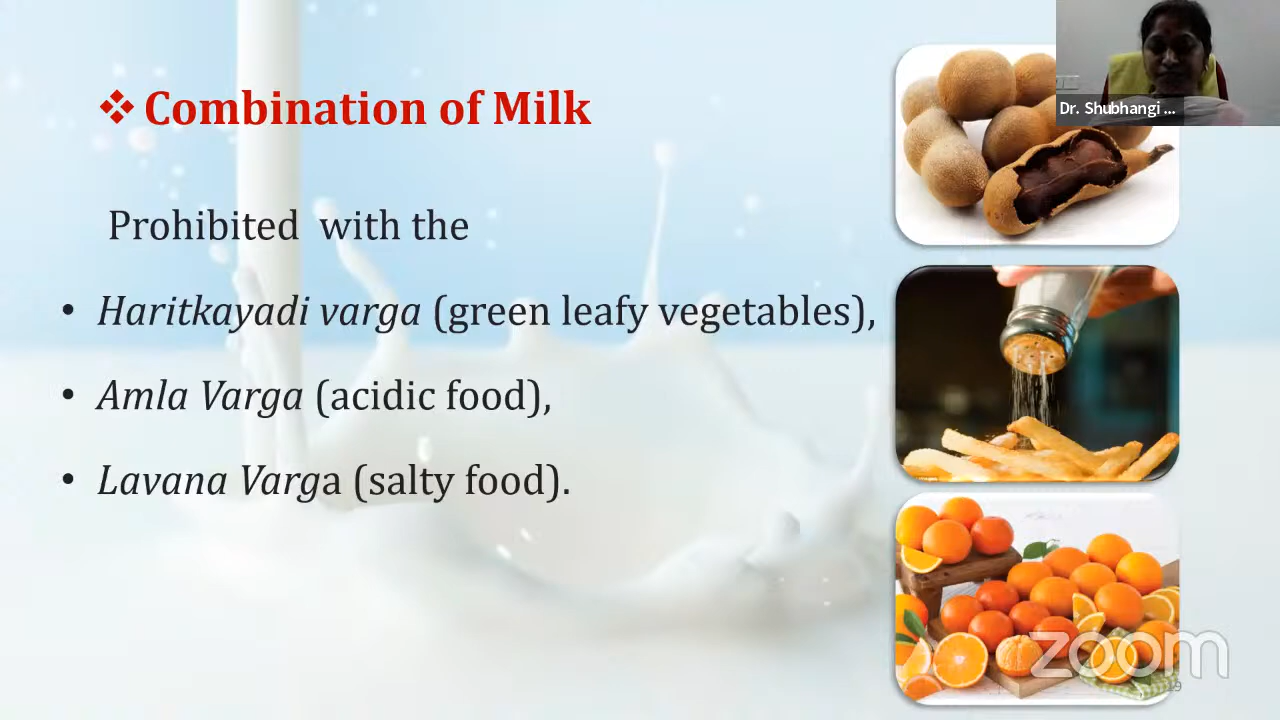 ❖ Combination of Milk
Dr. Shubhangi ...
Prohibited with the
• Haritkayadi varga (green leafy vegetables),
• Amla Varga (acidic food),
• Lavana Varga (salty food).
zoom
19